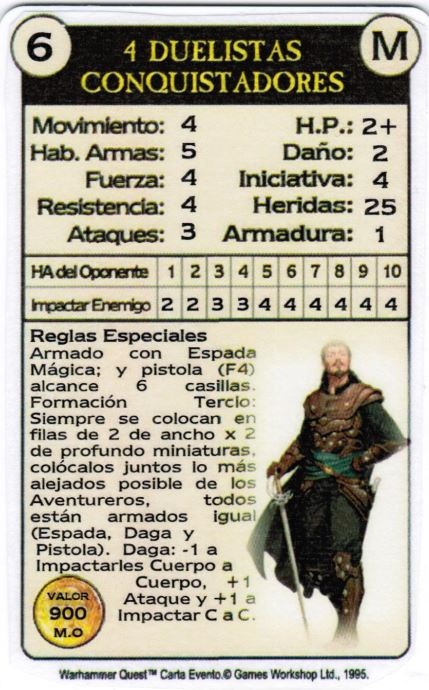 6 4 DUELISTAS M
CONQUISTADORES
Movimiento: 4 H.P.: 2+
Hab. Armas: 5 Daño: 2
Fuerza: 4 Iniciativa: 4
Resistencia: 4 Heridas: 25
Ataques: 3 Armadura: 1
HA del Oponente 1 2 3 4 5 6 7 8 9 10
Impactar Enemigo 2 2 3 3 4 4 4 4 4 4
Reglas Especiales
Armado con Espada
Mágica; y pistola (F4)
alcance 6 casillas.
Formación Tercio:
Siempre se colocan en
filas de 2 de ancho x 2
de profundo miniaturas,
colócalos juntos lo más
alejados posible de los
Aventureros, todos
están armados igual
(Espada, Daga y
Pistola). Daga: -1 a
Impactarles Cuerpo a
Cuerpo, +1
Ataque y +1 a
Impactar C a C.
VALOR
900
M.O
Warhammer Quest™ Carta Evento.© Games Workshop Ltd., 1995.